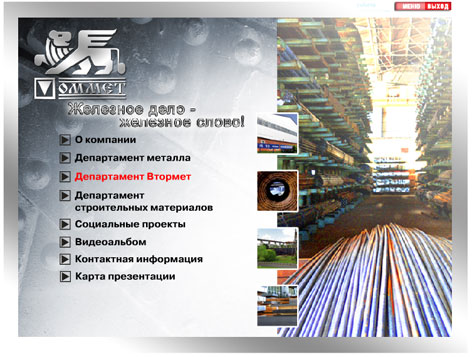 МЕНЮ ВЫХОД
ТОММЕТ
Железное дело -
железное слово!
О компании
Департамент металла
Департамент Втормет
Департамент
строительных материалов
Социальные проекты
Видеоальбом
Контактная информация
Карта презентации